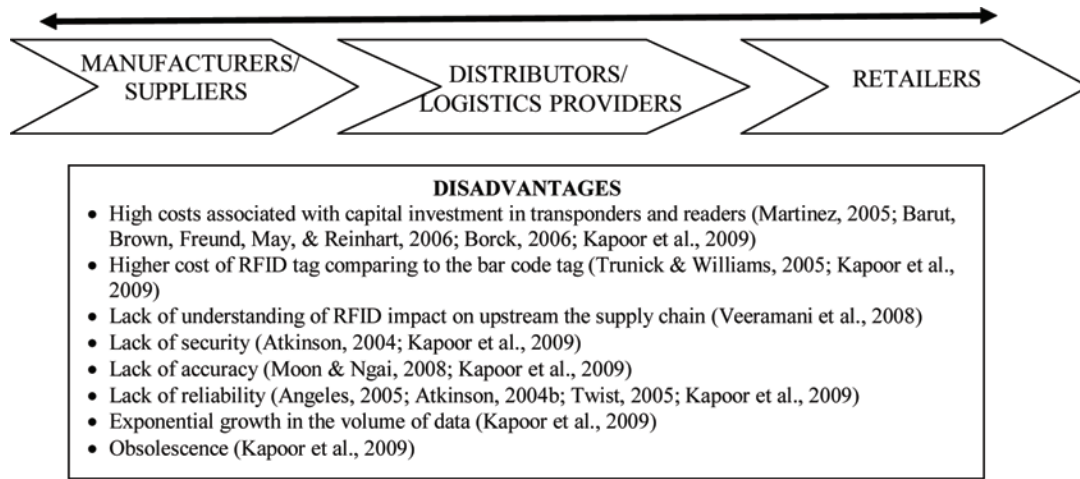 MANUFACTURERS/
SUPPLIERS
DISTRIBUTORS/
LOGISTICS PROVIDERS
RETAILERS
DISADVANTAGES
• High costs associated with capital investment in transponders and readers (Martinez, 2005; Barut,
Brown, Freund, May, & Reinhart, 2006; Borck, 2006; Kapoor et al., 2009)
• Higher cost of RFID tag comparing to the bar code tag (Trunick & Williams, 2005; Kapoor et al.,
2009)
• Lack of understanding of RFID impact on upstream the supply chain (Veeramani et al., 2008)
• Lack of security (Atkinson, 2004; Kapoor et al., 2009)
• Lack of accuracy (Moon & Ngai, 2008; Kapoor et al., 2009)
• Lack of reliability (Angeles, 2005; Atkinson, 2004b; Twist, 2005; Kapoor et al., 2009)
• Exponential growth in the volume of data (Kapoor et al., 2009)
• Obsolescence (Kapoor et al., 2009)